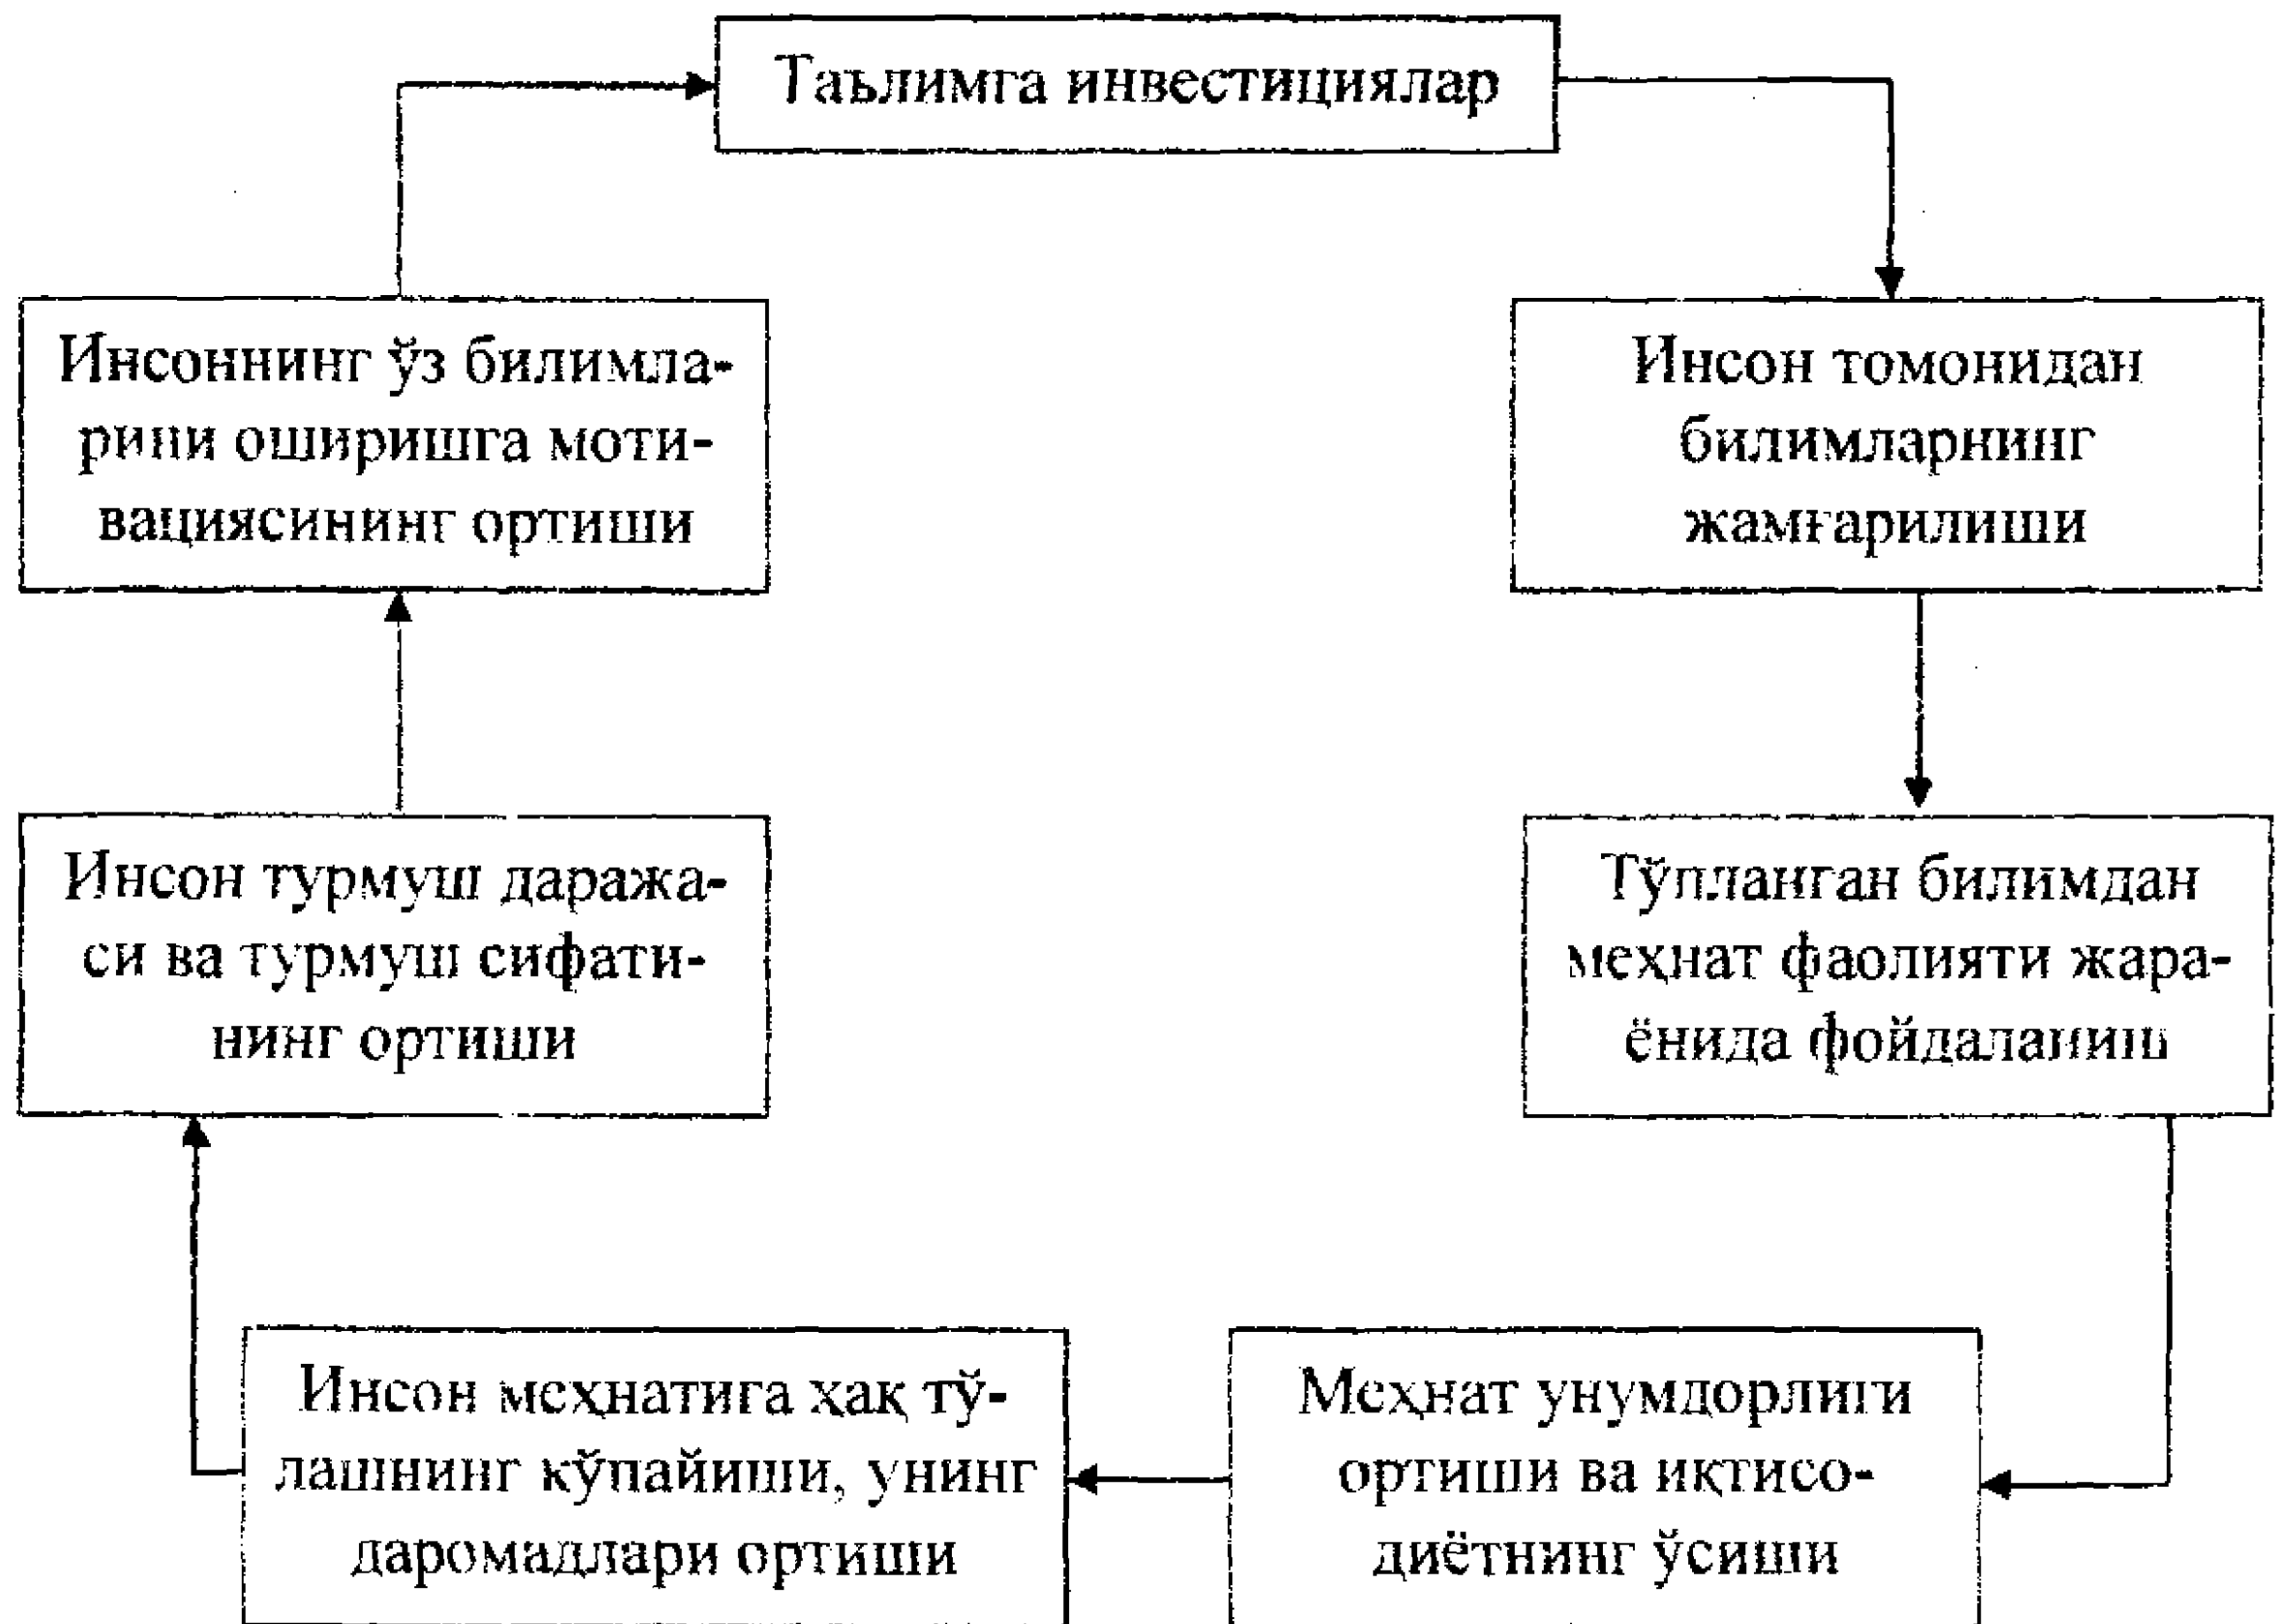 Таълимга инвестициялар
Инсон томонидан
билимларнинг
жамғарилиши
Тўпланган билимдан
меҳнат фаолияти жара-
ёнида фойдаланиш
Меҳнат унумдорлиги
ортиши ва иқтисо-
диётнинг ўсиши
Инсон меҳнатига ҳақ тў-
лашнинг кўпайиши, унинг
даромадлари ортиши
Инсон турмуш даража-
си ва турмуш сифати-
нинг ортиши
Инсоннинг ўз билимла-
рини оширишга моти-
вациясининг ортиши